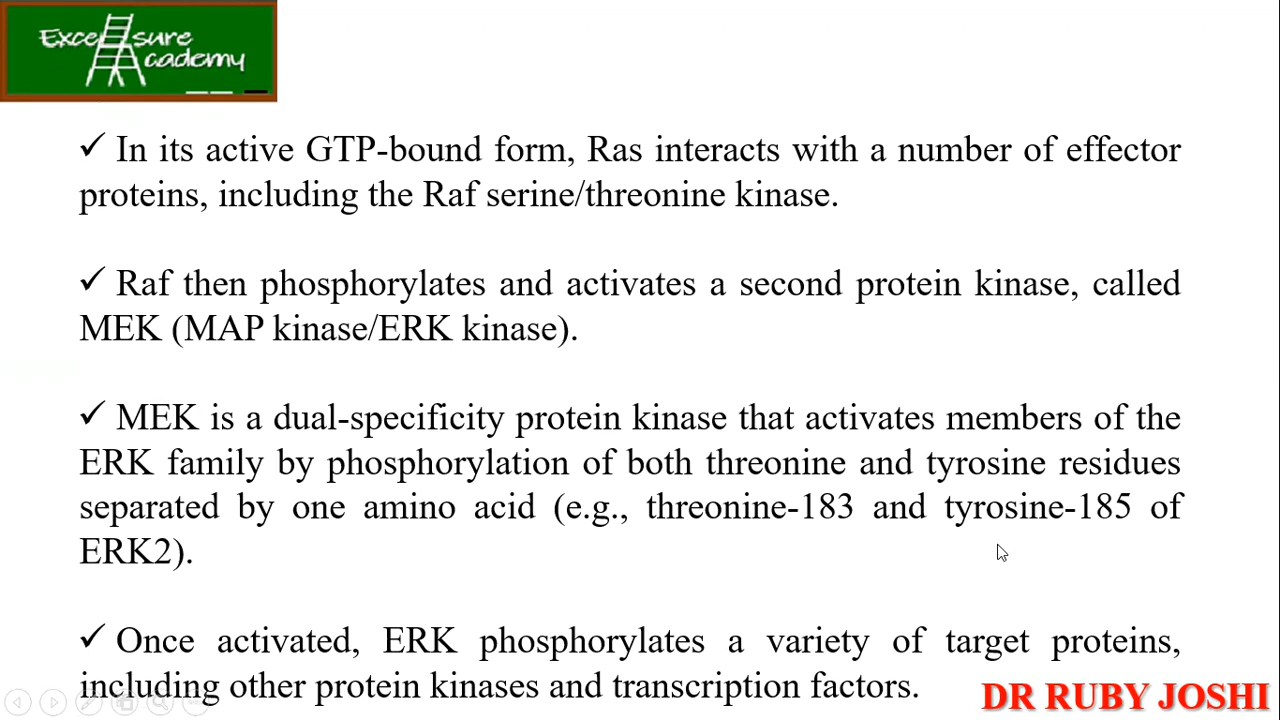 Excel sure
Academy
✓ In its active GTP-bound form, Ras interacts with a number of effector
proteins, including the Raf serine/threonine kinase.
✓ Raf then phosphorylates and activates a second protein kinase, called
MEK (MAP kinase/ERK kinase).
✓ MEK is a dual-specificity protein kinase that activates members of the
ERK family by phosphorylation of both threonine and tyrosine residues
separated by one amino acid (e.g., threonine-183 and tyrosine-185 of
ERK2).
✓ Once activated, ERK phosphorylates a variety of target proteins,
including other protein kinases and transcription factors.
DR RUBY JOSHI